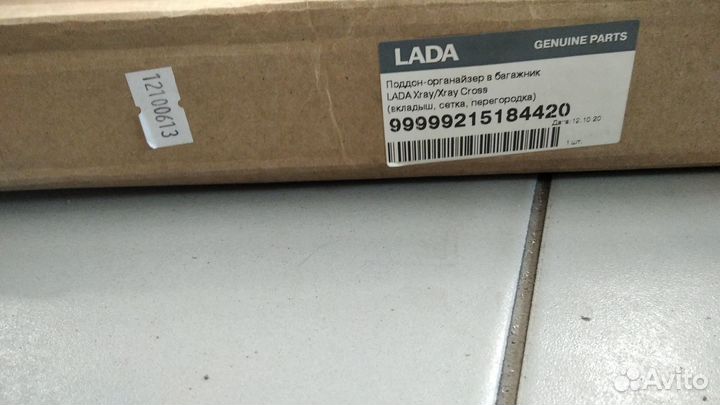 12100613
LADA
GENUINE PARTS
Поддон-органайзер в багажник
LADA Xray/Xray Cross
(вкладыш, сетка, перегородка)
99999215184420
Дата: 12.10.20
1 шт.
Avito